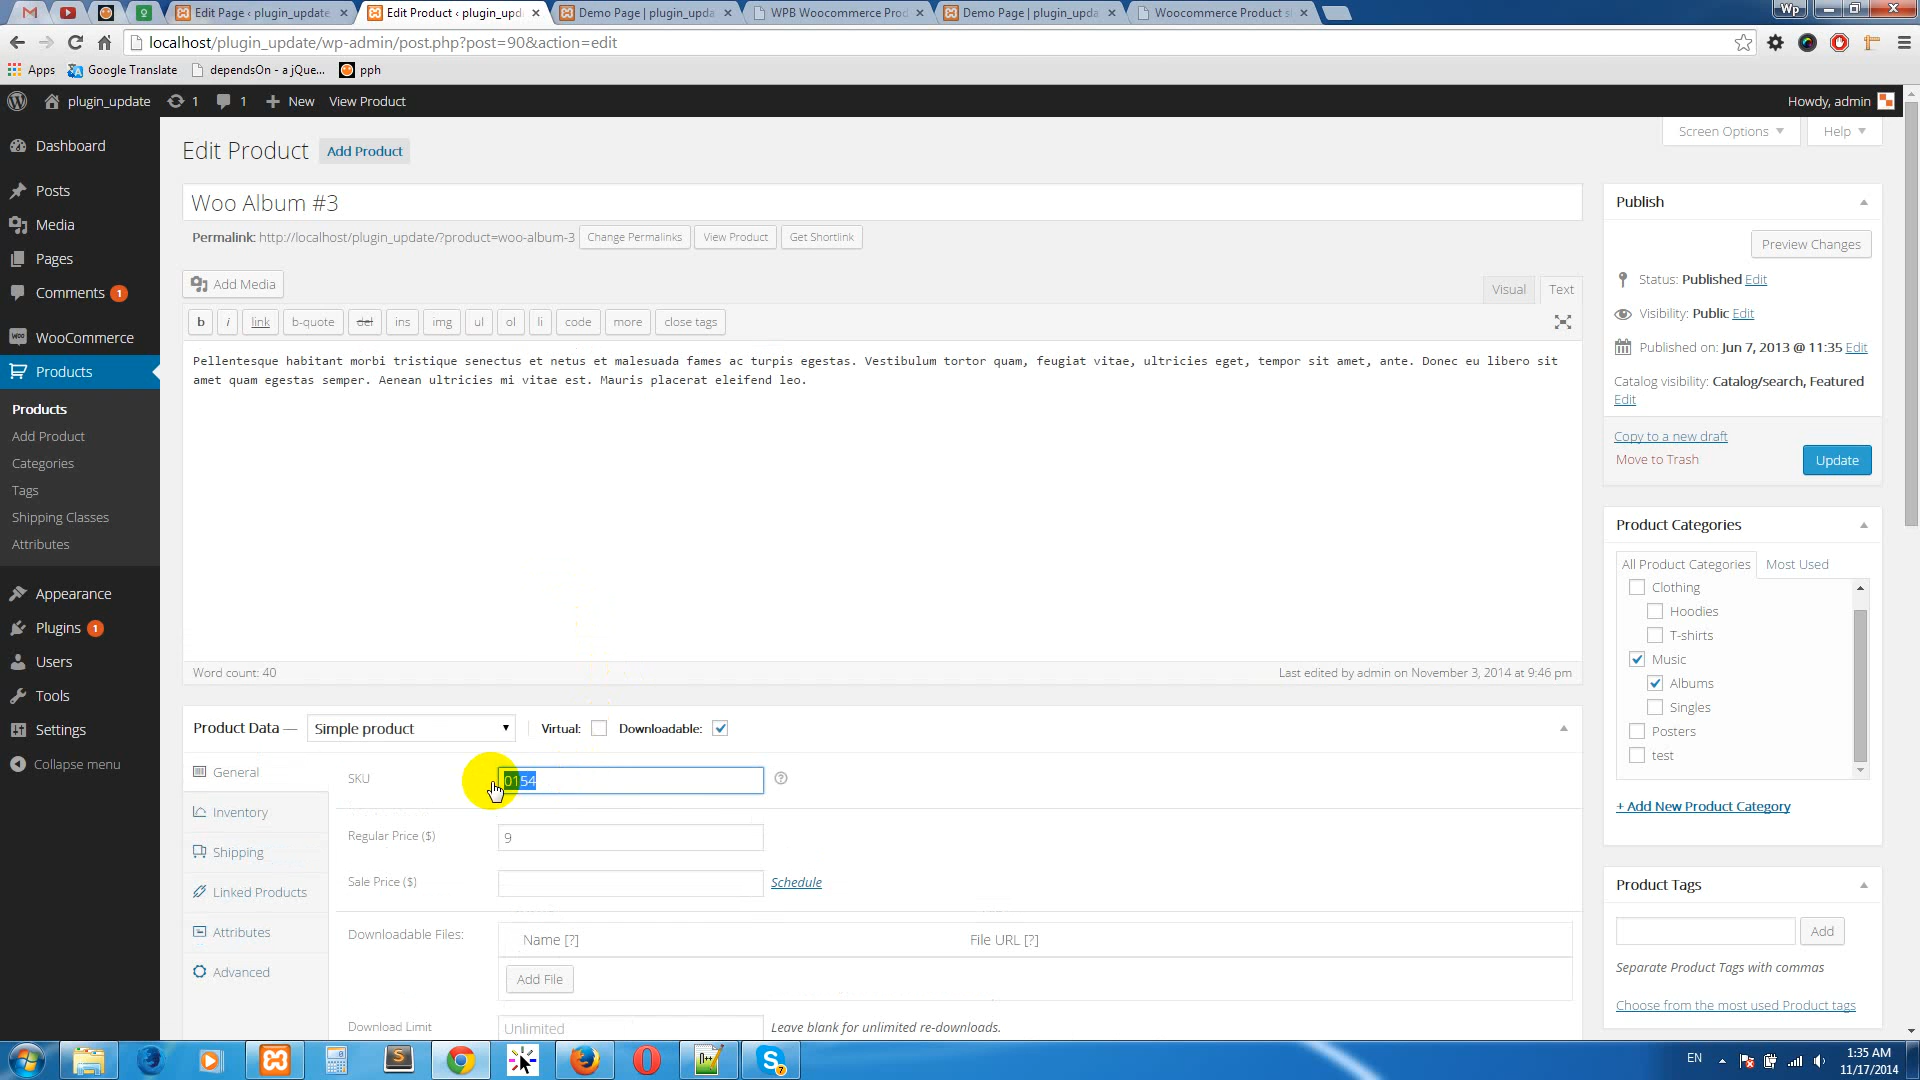 Edit Page ‹ plugin_update
Edit Product ‹ plugin_upd
Demo Page | plugin_upda
WPB Woocommerce Prod
Demo Page | plugin_upda
Woocommerce Product s
Wp
localhost/plugin_update/wp-admin/post.php?post=90&action=edit
Apps
Google Translate
dependsOn - a jQue...
pph
plugin_update
1
1
New
View Product
Howdy, admin
Dashboard
Posts
Media
Pages
Comments 1
WooCommerce
Products
Products
Add Product
Categories
Tags
Shipping Classes
Attributes
Appearance
Plugins 1
Users
Tools
Settings
Collapse menu
Screen Options
Help
Edit Product
Add Product
Woo Album #3
Permalink: http://localhost/plugin_update/?product=woo-album-3
Change Permalinks
View Product
Get Shortlink
Add Media
Visual
Text
b
i
link
b-quote
del
ins
img
ul
ol
li
code
more
close tags
Pellentesque habitant morbi tristique senectus et netus et malesuada fames ac turpis egestas. Vestibulum tortor quam, feugiat vitae, ultricies eget, tempor sit amet, ante. Donec eu libero sit
amet quam egestas semper. Aenean ultricies mi vitae est. Mauris placerat eleifend leo.
Word count: 40
Last edited by admin on November 3, 2014 at 9:46 pm
Product Data —
Simple product
Virtual:
Downloadable:
General
Inventory
Shipping
Linked Products
Attributes
Advanced
SKU
0154
Regular Price ($)
9
Sale Price ($)
Schedule
Downloadable Files:
Name [?]
File URL [?]
Add File
Download Limit
Unlimited
Leave blank for unlimited re-downloads.
Publish
Preview Changes
Status: Published Edit
Visibility: Public Edit
Published on: Jun 7, 2013 @ 11:35 Edit
Catalog visibility: Catalog/search, Featured
Edit
Copy to a new draft
Move to Trash
Update
Product Categories
All Product Categories
Most Used
Clothing
Hoodies
T-shirts
Music
Albums
Singles
Posters
test
+ Add New Product Category
Product Tags
Add
Separate Product Tags with commas
Choose from the most used Product tags
EN
1:35 AM
11/17/2014